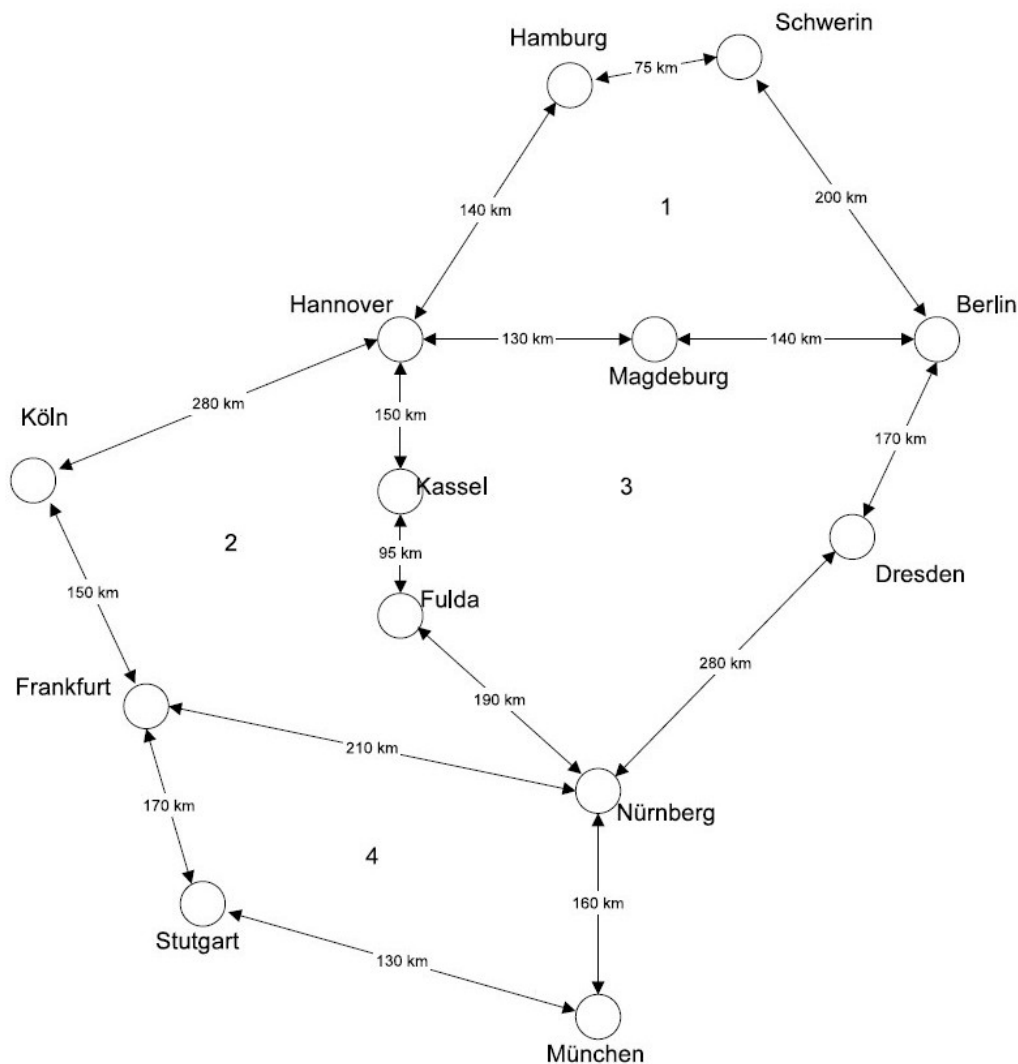 Schwerin
Hamburg
75 km
200 km
140 km
1
Hannover
Berlin
130 km
140 km
Magdeburg
280 km
150 km
Köln
170 km
Kassel
3
2
95 km
Dresden
150 km
Fulda
280 km
Frankfurt
190 km
210 km
170 km
Nürnberg
4
160 km
Stutgart
130 km
München